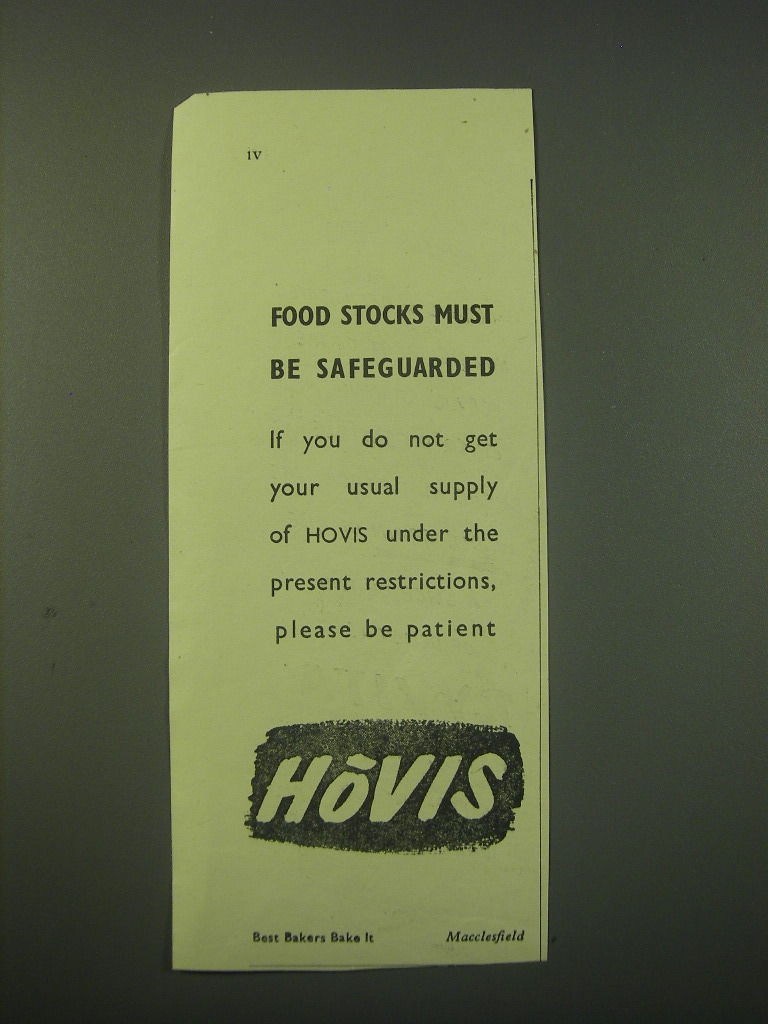 iv
FOOD STOCKS MUST
BE SAFEGUARDED
If you do not get
your usual supply
of HOVIS under the
present restrictions,
please be patient
HōVIS
Best Bakers Bake It Macclesfield